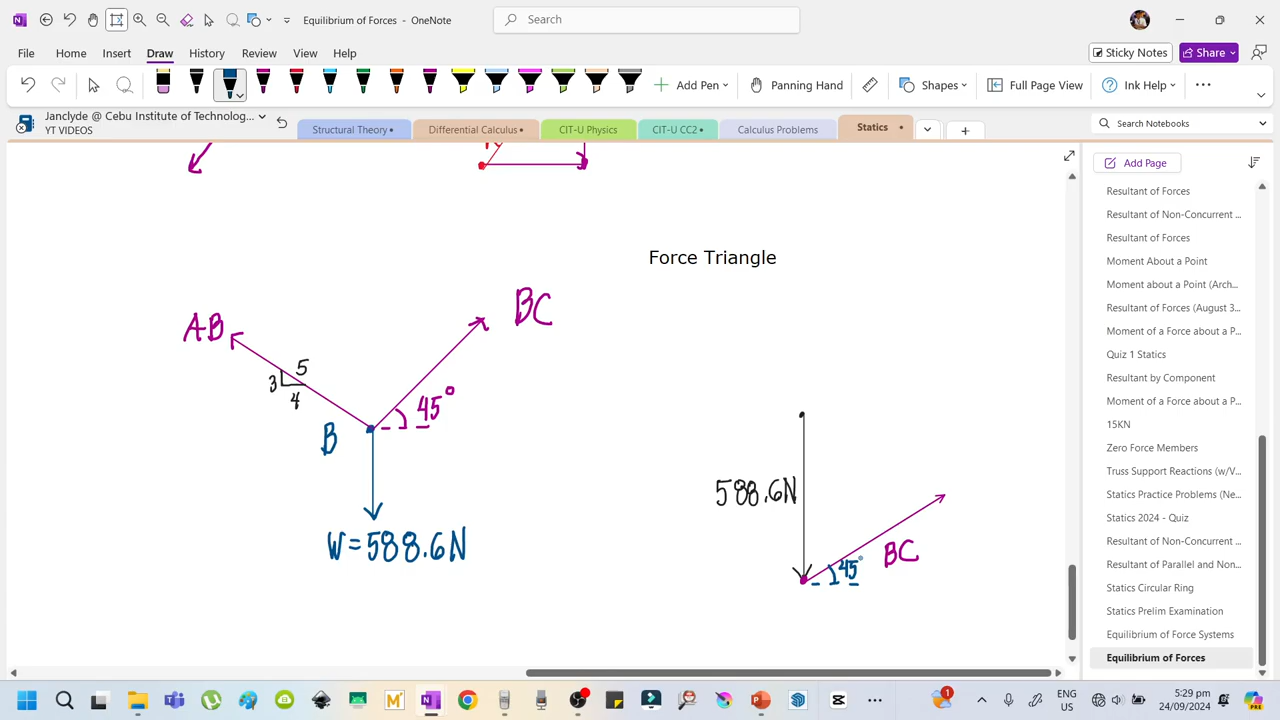 Equilibrium of Forces - OneNote
Search
File Home Insert Draw History Review View Help
Sticky Notes
Share
Add Pen
Panning Hand
Shapes
Full Page View
Ink Help
Janclyde @ Cebu Institute of Technolog...
YT VIDEOS
Structural Theory
Differential Calculus
CIT-U Physics
CIT-U CC2
Calculus Problems
Statics
Search Notebooks
Add Page
Resultant of Forces
Resultant of Non-Concurrent ...
Resultant of Forces
Moment About a Point
Moment about a Point (Arch...
Resultant of Forces (August 3...
Moment of a Force about a P...
Quiz 1 Statics
Resultant by Component
Moment of a Force about a P...
15KN
Zero Force Members
Truss Support Reactions (w/V...
Statics Practice Problems (Ne...
Statics 2024 - Quiz
Resultant of Non-Concurrent ...
Resultant of Parallel and Non...
Statics Circular Ring
Statics Prelim Examination
Equilibrium of Force Systems
Equilibrium of Forces
Force Triangle
AB
BC
5
3
4
45°
B
W=588.6N
588.6N
45°
BC
1
ENG
US
5:29 pm
24/09/2024